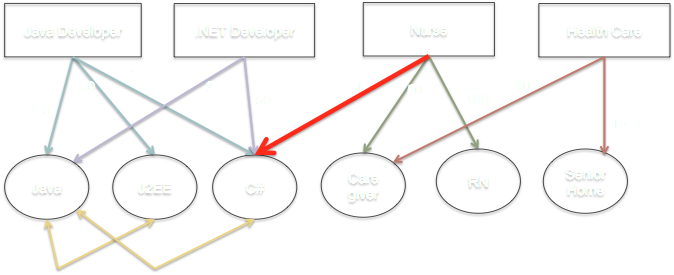 Java Developer
.NET Developer
Nurse
Health Care
Java
J2EE
C#
Care
giver
RN
Senior
Home